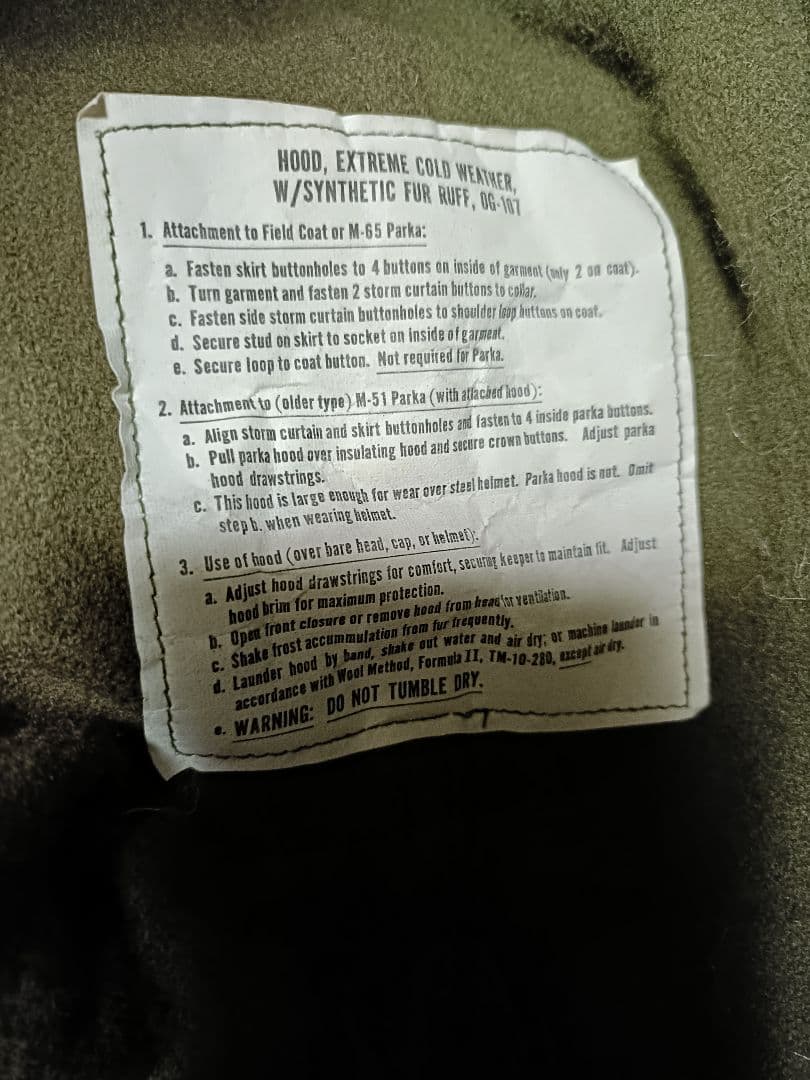 HOOD, EXTREME COLD WEATHER,
W/SYNTHETIC FUR RUFF, OG-107
1. Attachment to Field Coat or M-65 Parka:
a. Fasten skirt buttonholes to 4 buttons on inside of garment (only 2 on coat).
b. Turn garment and fasten 2 storm curtain buttons to collar.
c. Fasten side storm curtain buttonholes to shoulder loop buttons on coat.
d. Secure stud on skirt to socket on inside of garment.
e. Secure loop to coat button. Not required for Parka.
2. Attachment to (older type) M-51 Parka (with attached hood):
a. Align storm curtain and skirt buttonholes and fasten to 4 inside parka buttons.
b. Pull parka hood over insulating hood and secure crown buttons. Adjust parka
hood drawstrings.
c. This hood is large enough for wear over steel helmet. Parka hood is not. Omit
step b. when wearing helmet.
3. Use of hood (over bare head, cap, or helmet):
a. Adjust hood drawstrings for comfort, securing keeper to maintain fit. Adjust
hood brim for maximum protection.
b. Open front closure or remove hood from head for ventilation.
c. Shake frost accummulation from fur frequently.
d. Launder hood by hand, shake out water and air dry; or machine launder in
accordance with Wool Method, Formula II, TM-10-280, except air dry.
e. WARNING: DO NOT TUMBLE DRY.